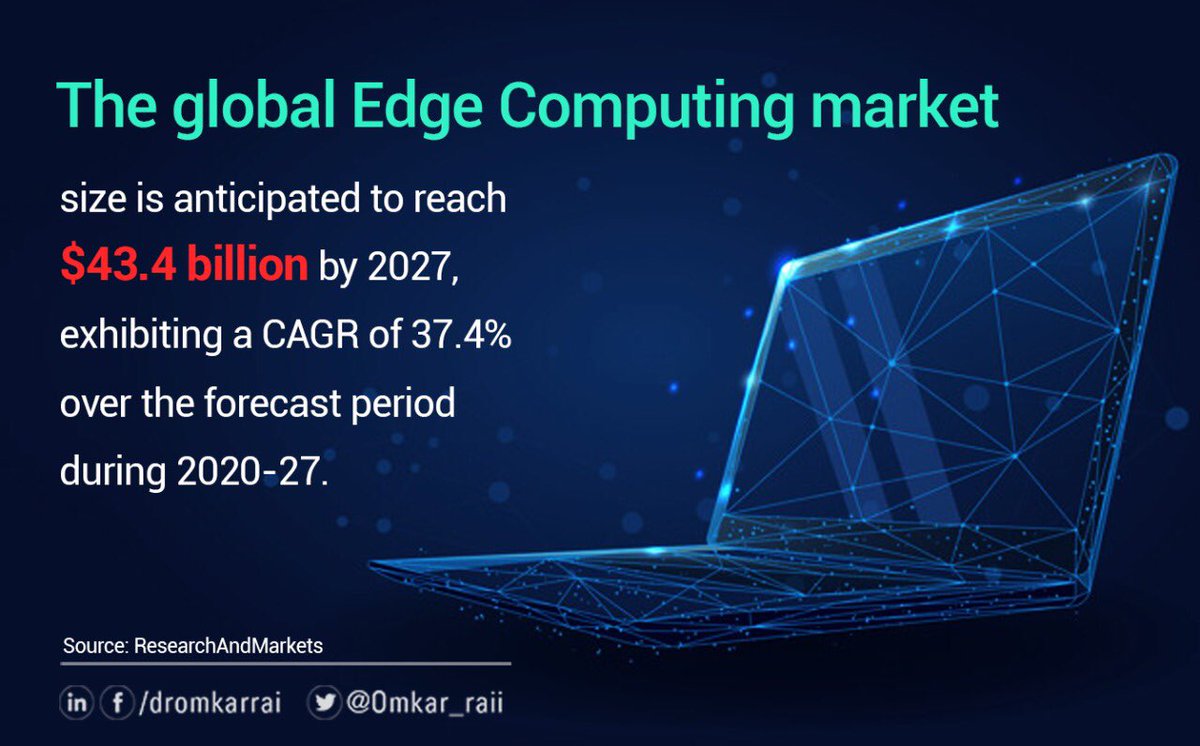 The global Edge Computing market
size is anticipated to reach
$43.4 billion by 2027,
exhibiting a CAGR of 37.4%
over the forecast period
during 2020-27.
Source: ResearchAndMarkets
in f /dromkarrai @Omkar_raii